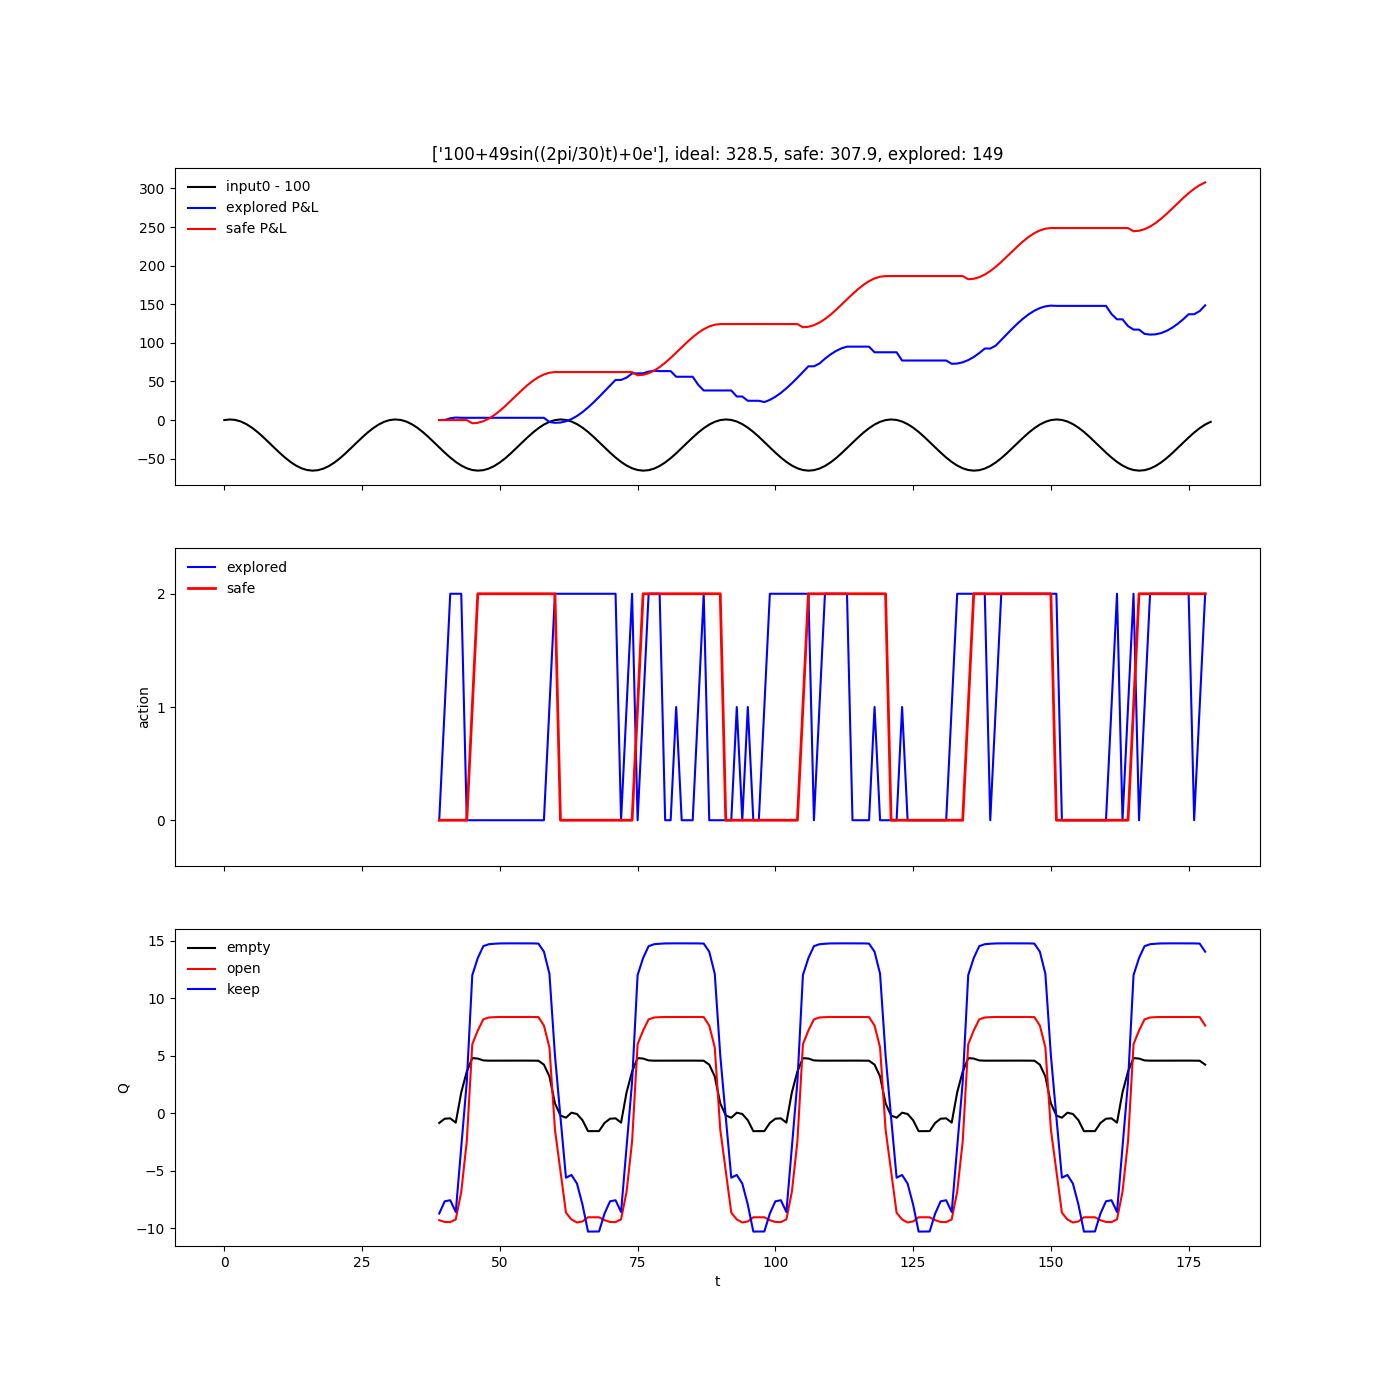 ['100+49sin((2pi/30)t)+0e'], ideal: 328.5, safe: 307.9, explored: 149
input0 - 100
explored P&L
safe P&L
300
250
200
150
100
50
0
−50
explored
safe
action
2
1
0
empty
open
keep
Q
15
10
5
0
−5
−10
0 25 50 75 100 125 150 175
t